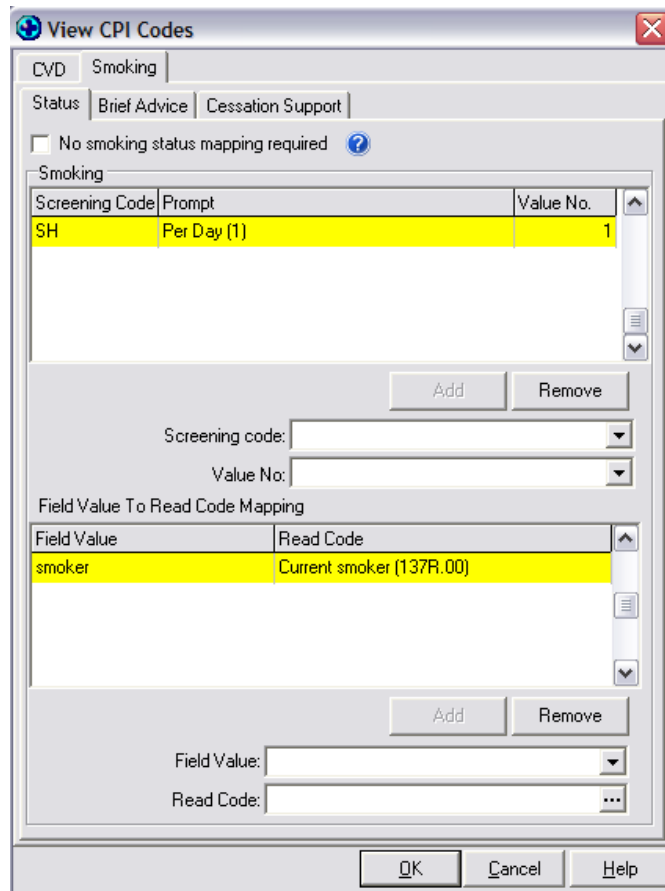 View CPI Codes
CVD Smoking
Status Brief Advice Cessation Support
No smoking status mapping required ?
Smoking
Screening Code Prompt Value No.
SH Per Day (1) 1
Add Remove
Screening code:
Value No:
Field Value To Read Code Mapping
Field Value Read Code
smoker Current smoker (137R.00)
Add Remove
Field Value:
Read Code: ...
OK Cancel Help